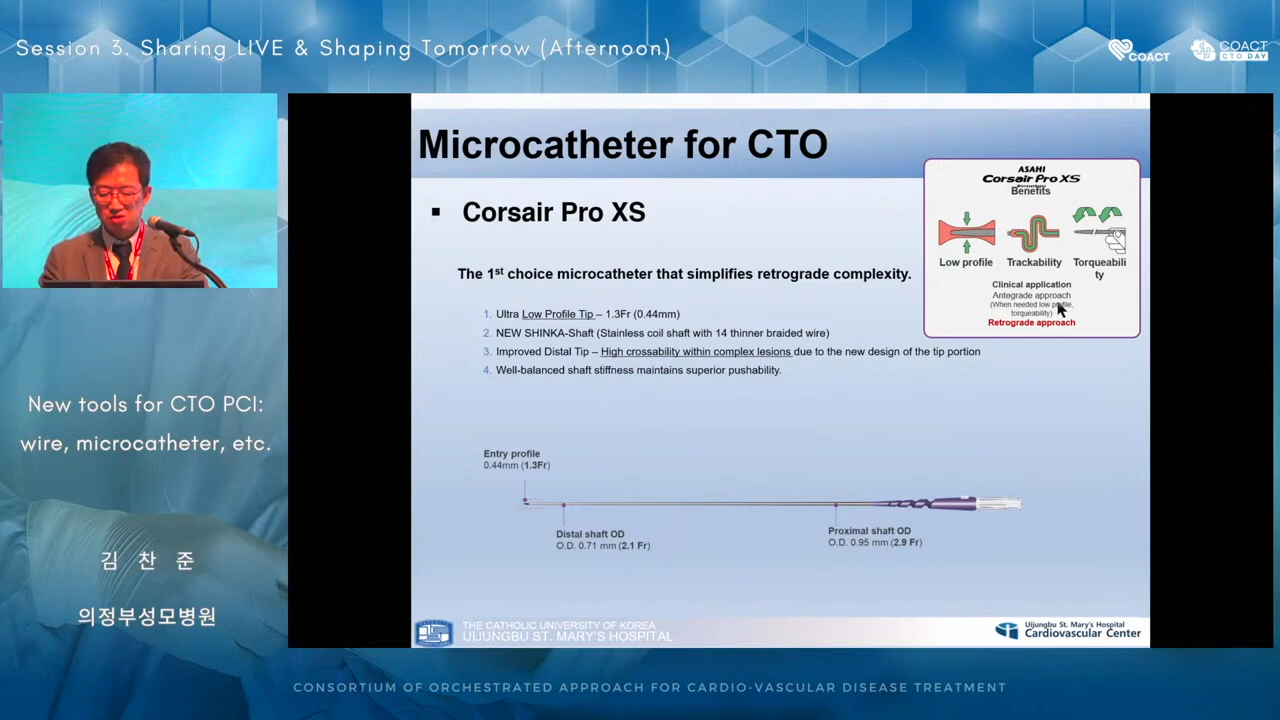 Session 3. Sharing LIVE & Shaping Tomorrow (Afternoon)
COACT
COACT
CTO DAY
Microcatheter for CTO
ASAHI
Corsair Pro XS
Microcatheter
Benefits
Low profile
Trackability
Torqueabili
ty
Clinical application
Antegrade approach
(When needed low profile,
torqueability)
Retrograde approach
▪ Corsair Pro XS
The 1st choice microcatheter that simplifies retrograde complexity.
1. Ultra Low Profile Tip – 1.3Fr (0.44mm)
2. NEW SHINKA-Shaft (Stainless coil shaft with 14 thinner braided wire)
3. Improved Distal Tip – High crossability within complex lesions due to the new design of the tip portion
4. Well-balanced shaft stiffness maintains superior pushability.
Entry profile
0.44mm (1.3Fr)
Distal shaft OD
O.D. 0.71 mm (2.1 Fr)
Proximal shaft OD
O.D. 0.95 mm (2.9 Fr)
New tools for CTO PCI:
wire, microcatheter, etc.
김 찬 준
의정부성모병원
THE CATHOLIC UNIVERSITY OF KOREA
UIJUNGBU ST. MARY'S HOSPITAL
Uijungbu St. Mary's Hospital
Cardiovascular Center
CONSORTIUM OF ORCHESTRATED APPROACH FOR CARDIO-VASCULAR DISEASE TREATMENT